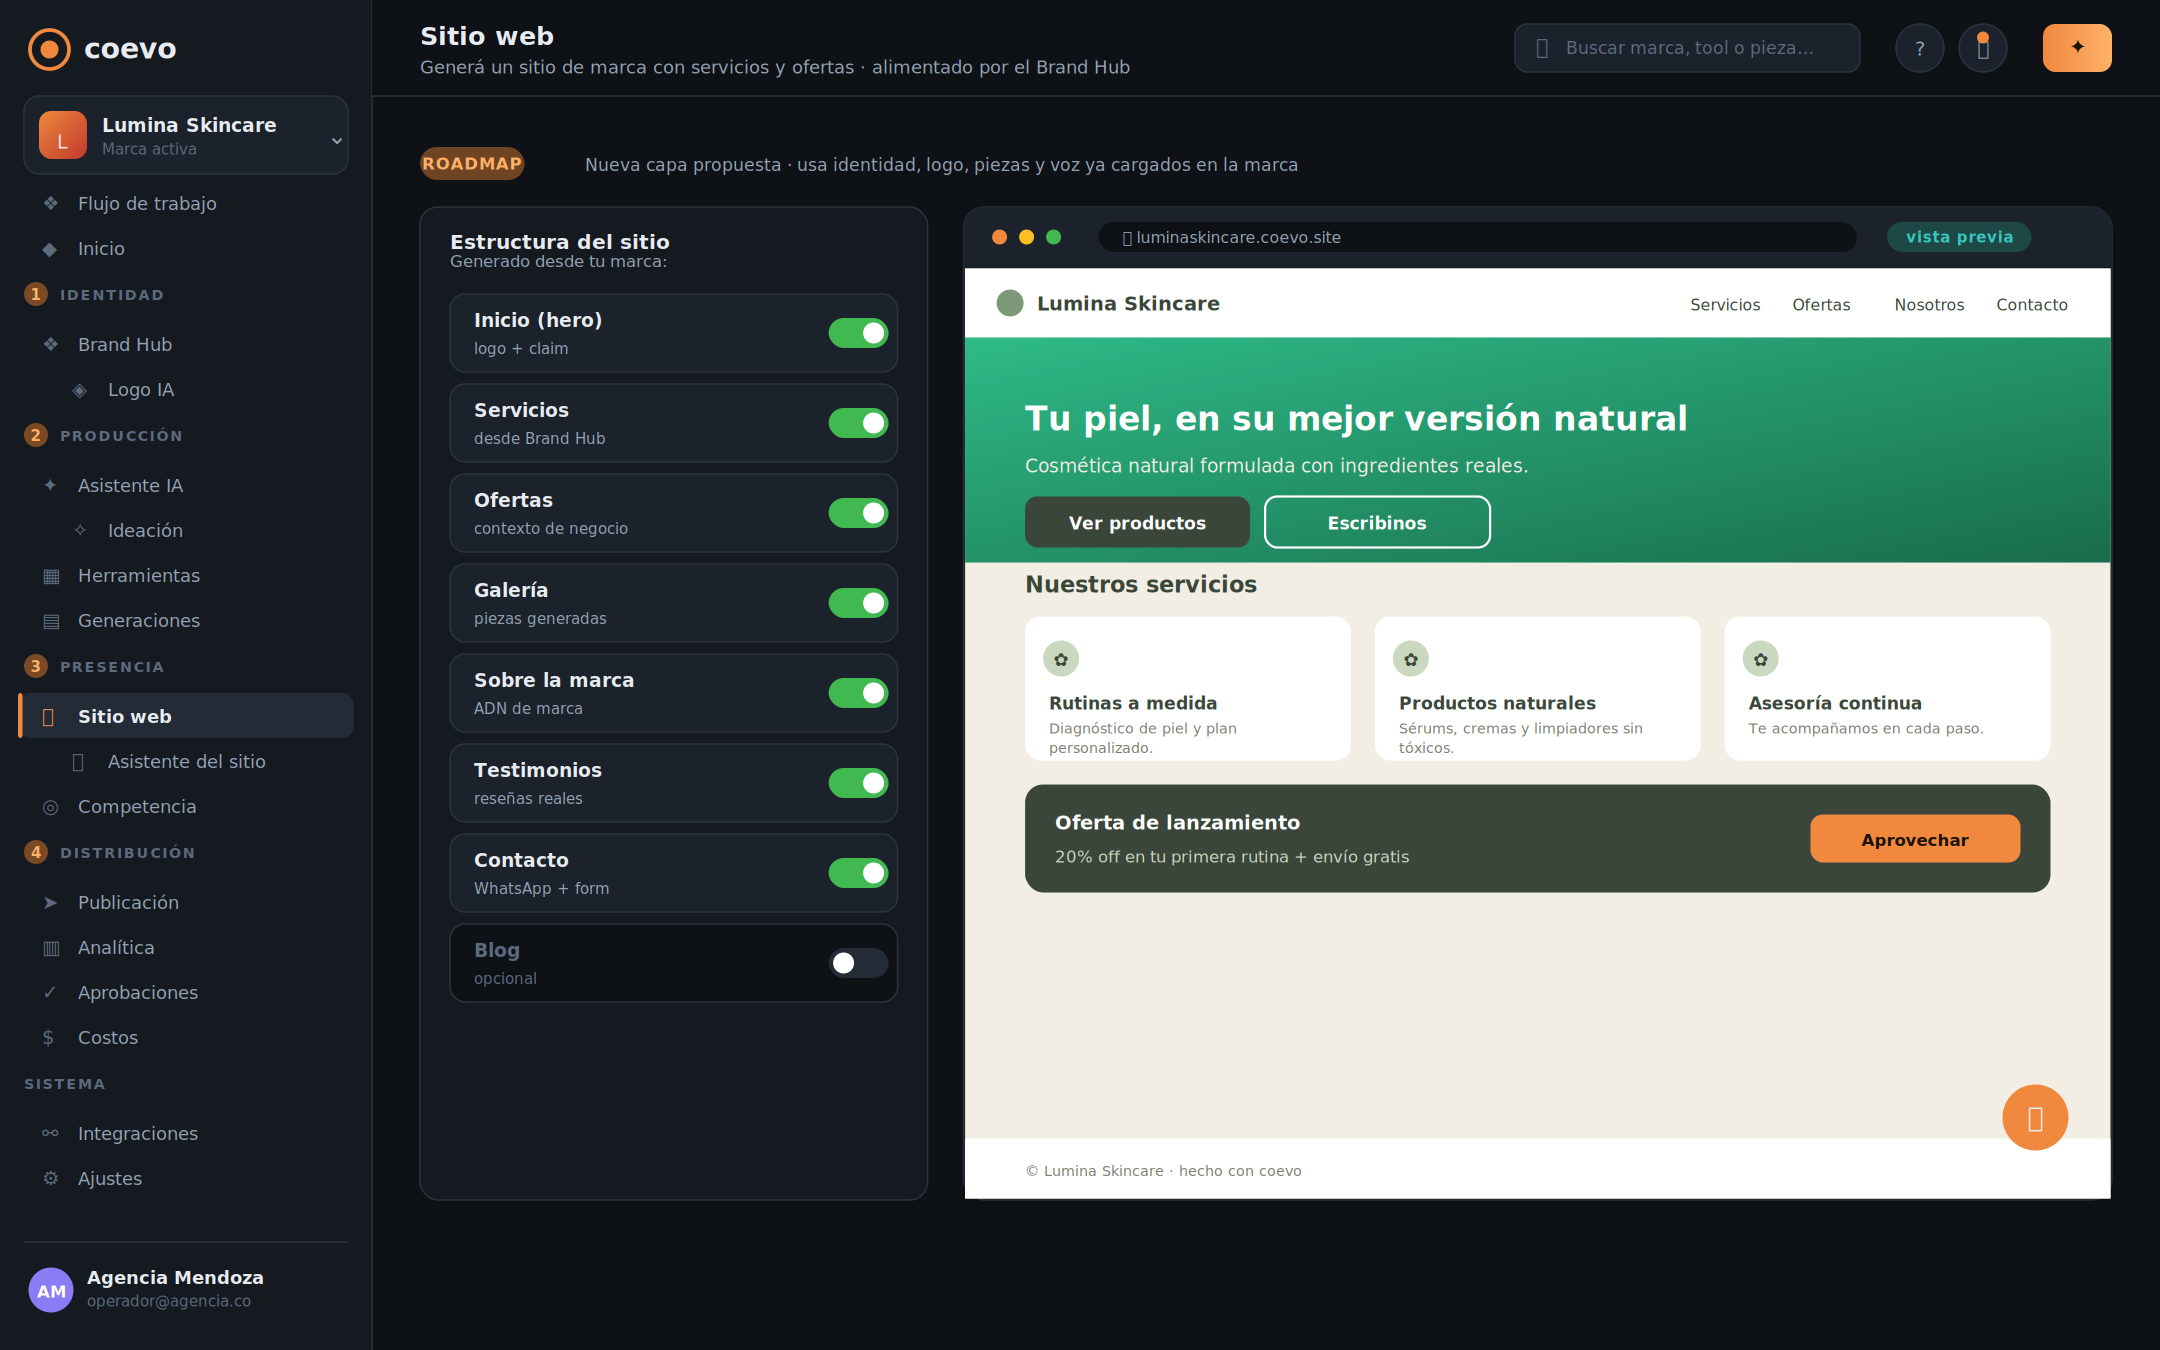 coevo
L
Lumina Skincare
Marca activa
Flujo de trabajo
Inicio
1 IDENTIDAD
Brand Hub
Logo IA
2 PRODUCCIÓN
Asistente IA
Ideación
Herramientas
Generaciones
3 PRESENCIA
Sitio web
Asistente del sitio
Competencia
4 DISTRIBUCIÓN
Publicación
Analítica
Aprobaciones
$ Costos
SISTEMA
Integraciones
Ajustes
AM
Agencia Mendoza
operador@agencia.co
Sitio web
Generá un sitio de marca con servicios y ofertas · alimentado por el Brand Hub
Buscar marca, tool o pieza...
?
ROADMAP
Nueva capa propuesta · usa identidad, logo, piezas y voz ya cargados en la marca
Estructura del sitio
Generado desde tu marca:
Inicio (hero)
logo + claim
Servicios
desde Brand Hub
Ofertas
contexto de negocio
Galería
piezas generadas
Sobre la marca
ADN de marca
Testimonios
reseñas reales
Contacto
WhatsApp + form
Blog
opcional
luminaskincare.coevo.site
vista previa
Lumina Skincare
Servicios Ofertas Nosotros Contacto
Tu piel, en su mejor versión natural
Cosmética natural formulada con ingredientes reales.
Ver productos
Escribinos
Nuestros servicios
Rutinas a medida
Diagnóstico de piel y plan
personalizado.
Productos naturales
Sérums, cremas y limpiadores sin
tóxicos.
Asesoría continua
Te acompañamos en cada paso.
Oferta de lanzamiento
20% off en tu primera rutina + envío gratis
Aprovechar
© Lumina Skincare · hecho con coevo